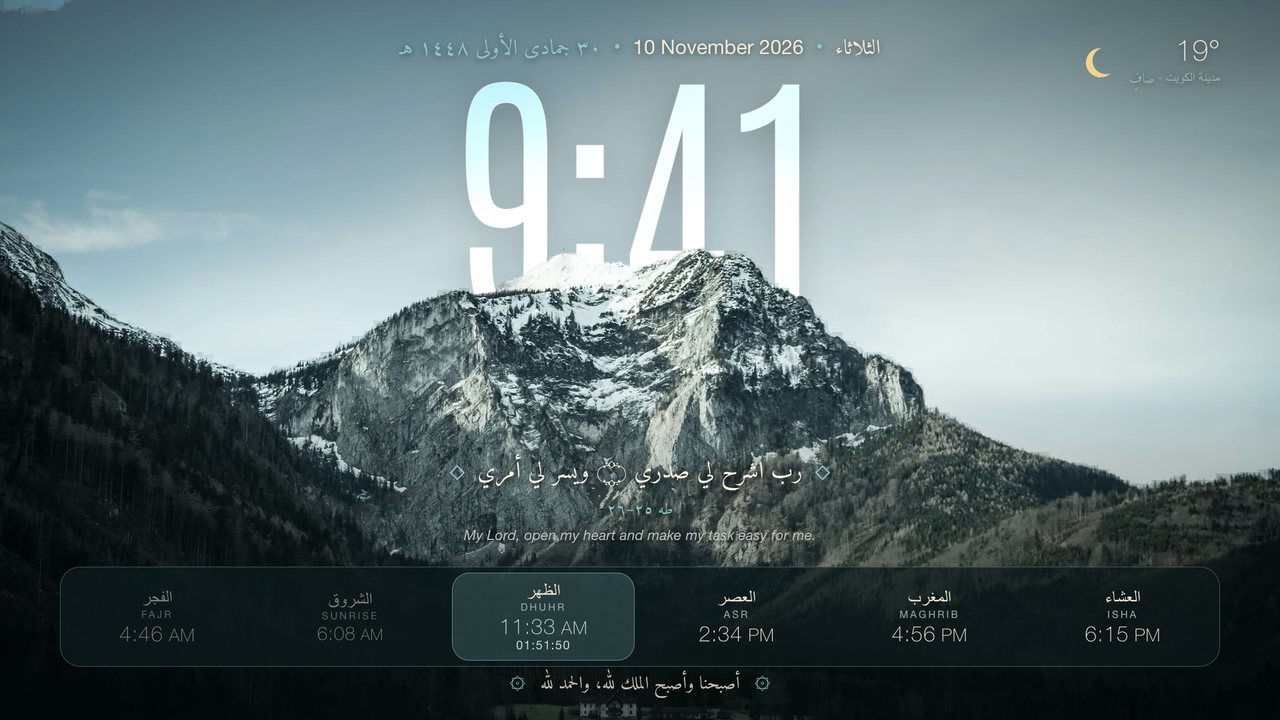 الثلاثاء • 10 November 2026 • ٣٠ جمادى الأولى ١٤٤٨ هـ
19°
مدينة الكويت · صافٍ
9:41
رب اشرح لي صدري ۝ ويسر لي أمري
طه ٢٥–٢٦
My Lord, open my heart and make my task easy for me.
الفجر
FAJR
4:46 AM
الشروق
SUNRISE
6:08 AM
الظهر
DHUHR
11:33 AM
01:51:50
العصر
ASR
2:34 PM
المغرب
MAGHRIB
4:56 PM
العشاء
ISHA
6:15 PM
أصبحنا وأصبح الملك لله، والحمد لله